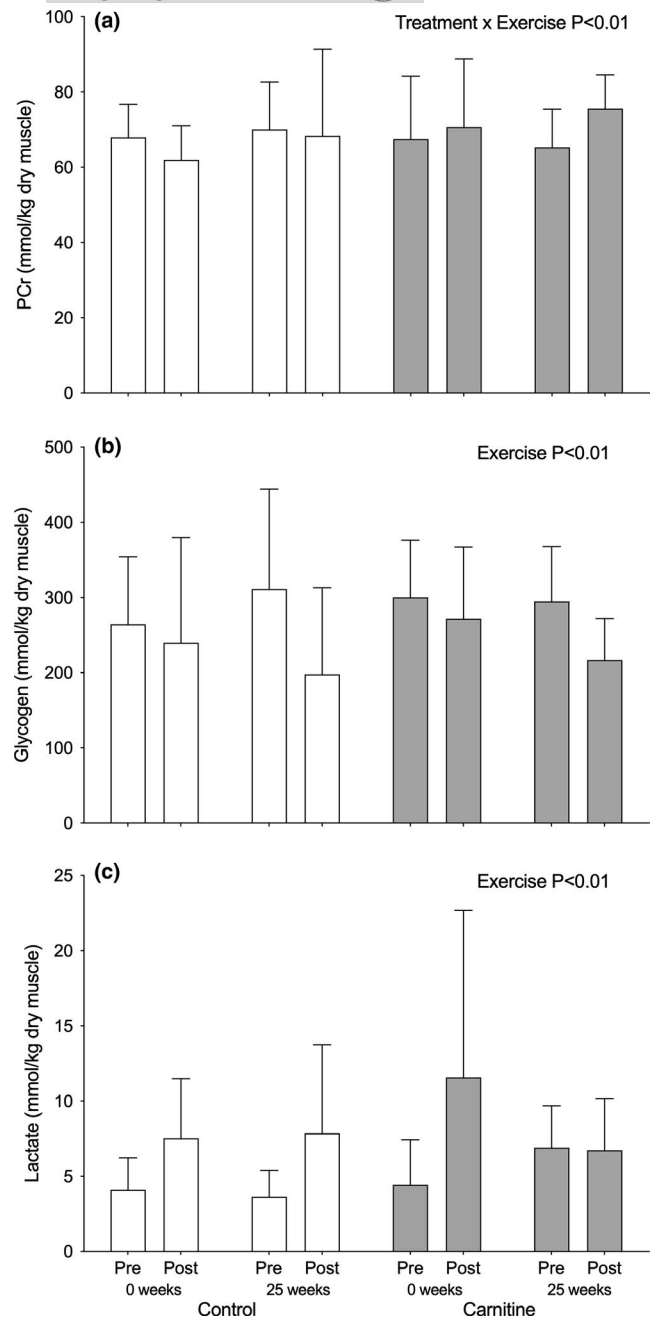 (a)
Treatment x Exercise P<0.01
PCr (mmol/kg dry muscle)
100
80
60
40
20
0
(b)
Exercise P<0.01
Glycogen (mmol/kg dry muscle)
500
400
300
200
100
0
(c)
Exercise P<0.01
Lactate (mmol/kg dry muscle)
25
20
15
10
5
0
Pre Post Pre Post Pre Post Pre Post
0 weeks 25 weeks 0 weeks 25 weeks
Control Carnitine